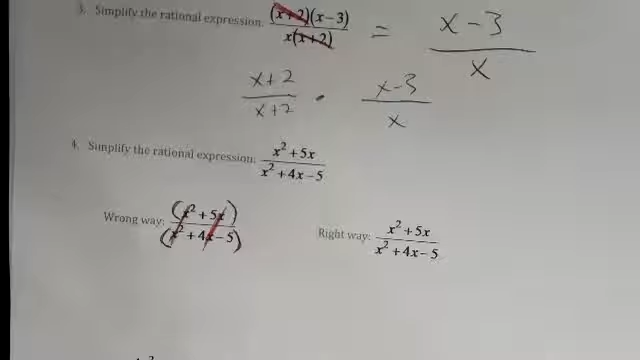 3. Simplify the rational expression: (x+2)(x-3)/x(x+2) = x-3/x
x+2/x+2 · x-3/x
4. Simplify the rational expression: x²+5x/x²+4x-5
Wrong way: (x²+5x)/(x²+4x-5) Right way: x²+5x/x²+4x-5